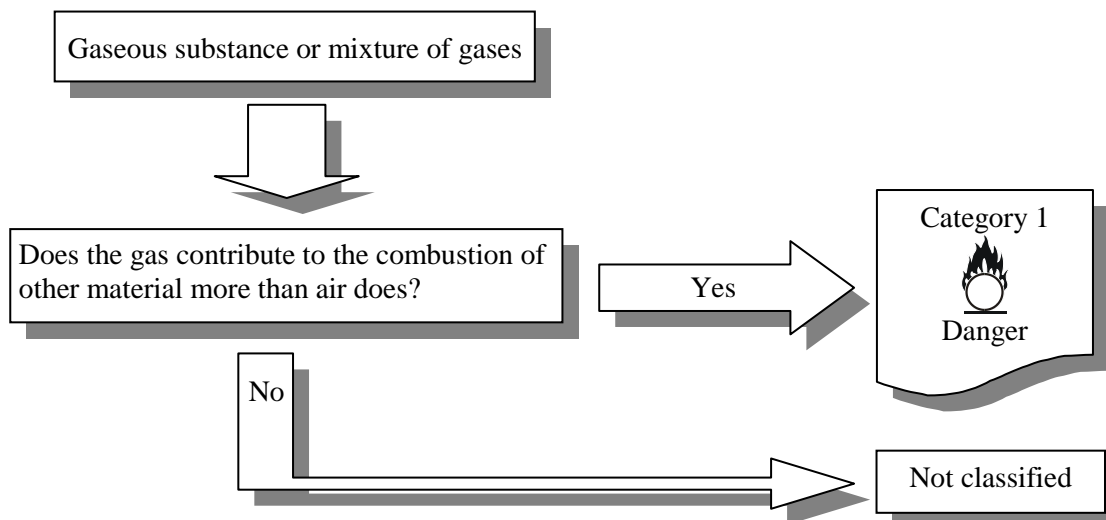 Gaseous substance or mixture of gases
Does the gas contribute to the combustion of
other material more than air does?
Yes
Category 1
Danger
No
Not classified